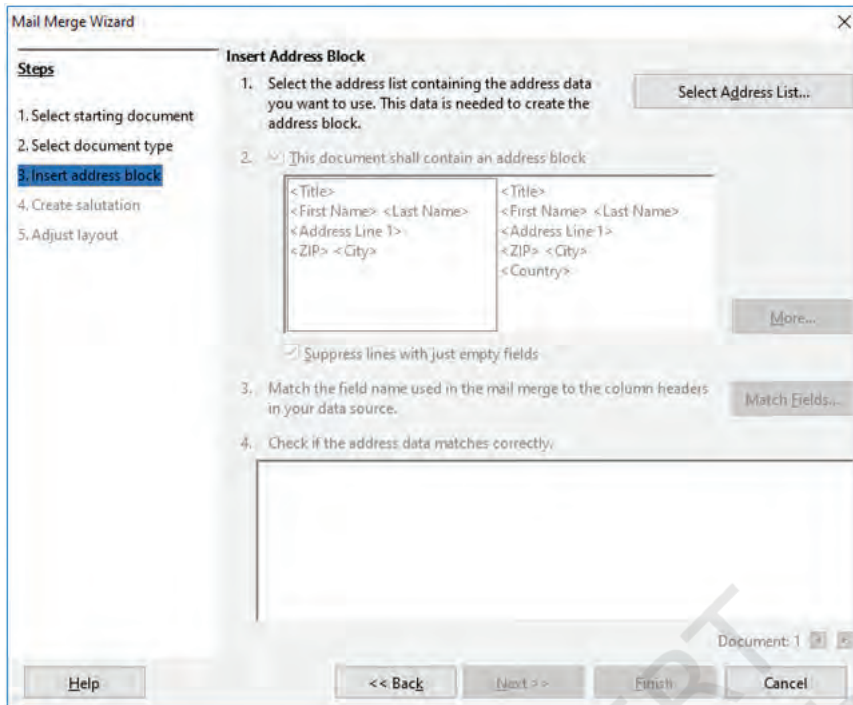 Mail Merge Wizard
Steps
1. Select starting document
2. Select document type
3. Insert address block
4. Create salutation
5. Adjust layout
Insert Address Block
1. Select the address list containing the address data
you want to use. This data is needed to create the
address block.
Select Address List...
2. This document shall contain an address block
<Title>
<First Name> <Last Name>
<Address Line 1>
<ZIP> <City>
<Title>
<First Name> <Last Name>
<Address Line 1>
<ZIP> <City>
<Country>
More...
Suppress lines with just empty fields
3. Match the field name used in the mail merge to the column headers
in your data source.
Match Fields...
4. Check if the address data matches correctly.
Document: 1
Help
<< Back
Next >>
Finish
Cancel